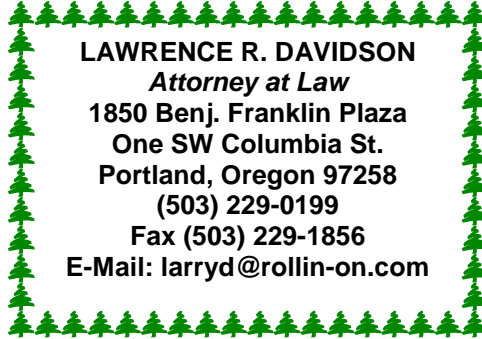 LAWRENCE R. DAVIDSON
Attorney at Law
1850 Benj. Franklin Plaza
One SW Columbia St.
Portland, Oregon 97258
(503) 229-0199
Fax (503) 229-1856
E-Mail: larryd@rollin-on.com